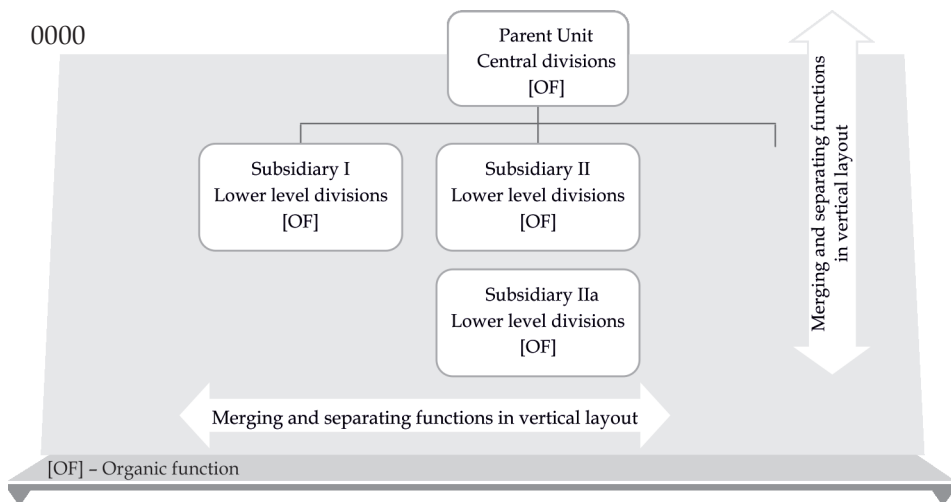 0000
Parent Unit
Central divisions
[OF]
Subsidiary I
Lower level divisions
[OF]
Subsidiary II
Lower level divisions
[OF]
Subsidiary IIa
Lower level divisions
[OF]
Merging and separating functions
in vertical layout
Merging and separating functions in vertical layout
[OF] – Organic function